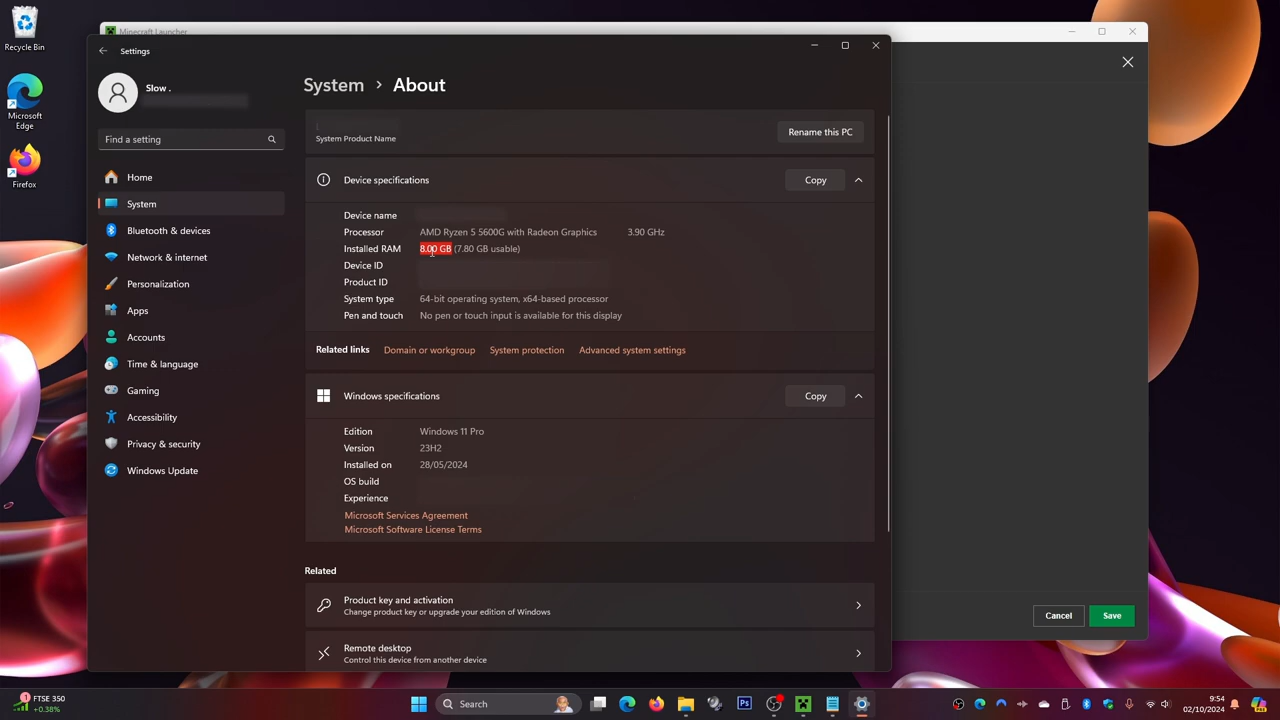 Recycle Bin
Microsoft Edge
Firefox
Minecraft Launcher
Settings
Slow .
Find a setting
Home
System
Bluetooth & devices
Network & internet
Personalization
Apps
Accounts
Time & language
Gaming
Accessibility
Privacy & security
Windows Update
System > About
System Product Name
Rename this PC
Device specifications
Copy
Device name
Processor AMD Ryzen 5 5600G with Radeon Graphics 3.90 GHz
Installed RAM 8.00 GB (7.80 GB usable)
Device ID
Product ID
System type 64-bit operating system, x64-based processor
Pen and touch No pen or touch input is available for this display
Related links Domain or workgroup System protection Advanced system settings
Windows specifications
Copy
Edition Windows 11 Pro
Version 23H2
Installed on 28/05/2024
OS build
Experience
Microsoft Services Agreement
Microsoft Software License Terms
Related
Product key and activation
Change product key or upgrade your edition of Windows
Remote desktop
Control this device from another device
Cancel
Save
1
FTSE 350
+0.38%
Search
Ps
9:54
02/10/2024